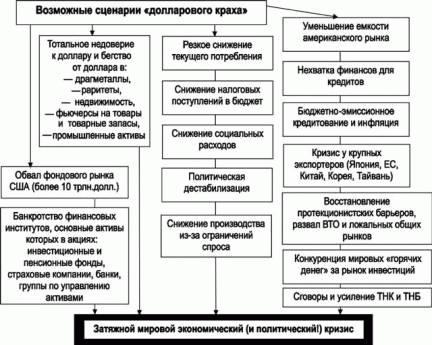 Возможные сценарии «долларового краха»
Тотальное недоверие
к доллару и бегство
от доллара в:
— драгметаллы,
— раритеты,
— недвижимость,
— фьючерсы на товары
и товарные запасы,
— промышленные активы
Обвал фондового рынка
США (более 10 трлн.долл.)
Банкротство финансовых
институтов, основные активы
которых в акциях:
инвестиционные и
пенсионные фонды,
страховые компании, банки,
группы по управлению
активами
Резкое снижение
текущего потребления
Снижение налоговых
поступлений в бюджет
Снижение социальных
расходов
Политическая
дестабилизация
Снижение производства
из-за ограничений
спроса
Уменьшение емкости
американского рынка
Нехватка финансов для
кредитов
Бюджетно-эмиссионное
кредитование и инфляция
Кризис у крупных
экспортеров (Япония, ЕС,
Китай, Корея, Тайвань)
Восстановление
протекционистских барьеров,
развал ВТО и локальных общих
рынков
Конкуренция мировых «горячих
денег» за рынок инвестиций
Сговоры и усиление ТНК и ТНБ
Затяжной мировой экономический (и политический!) кризис